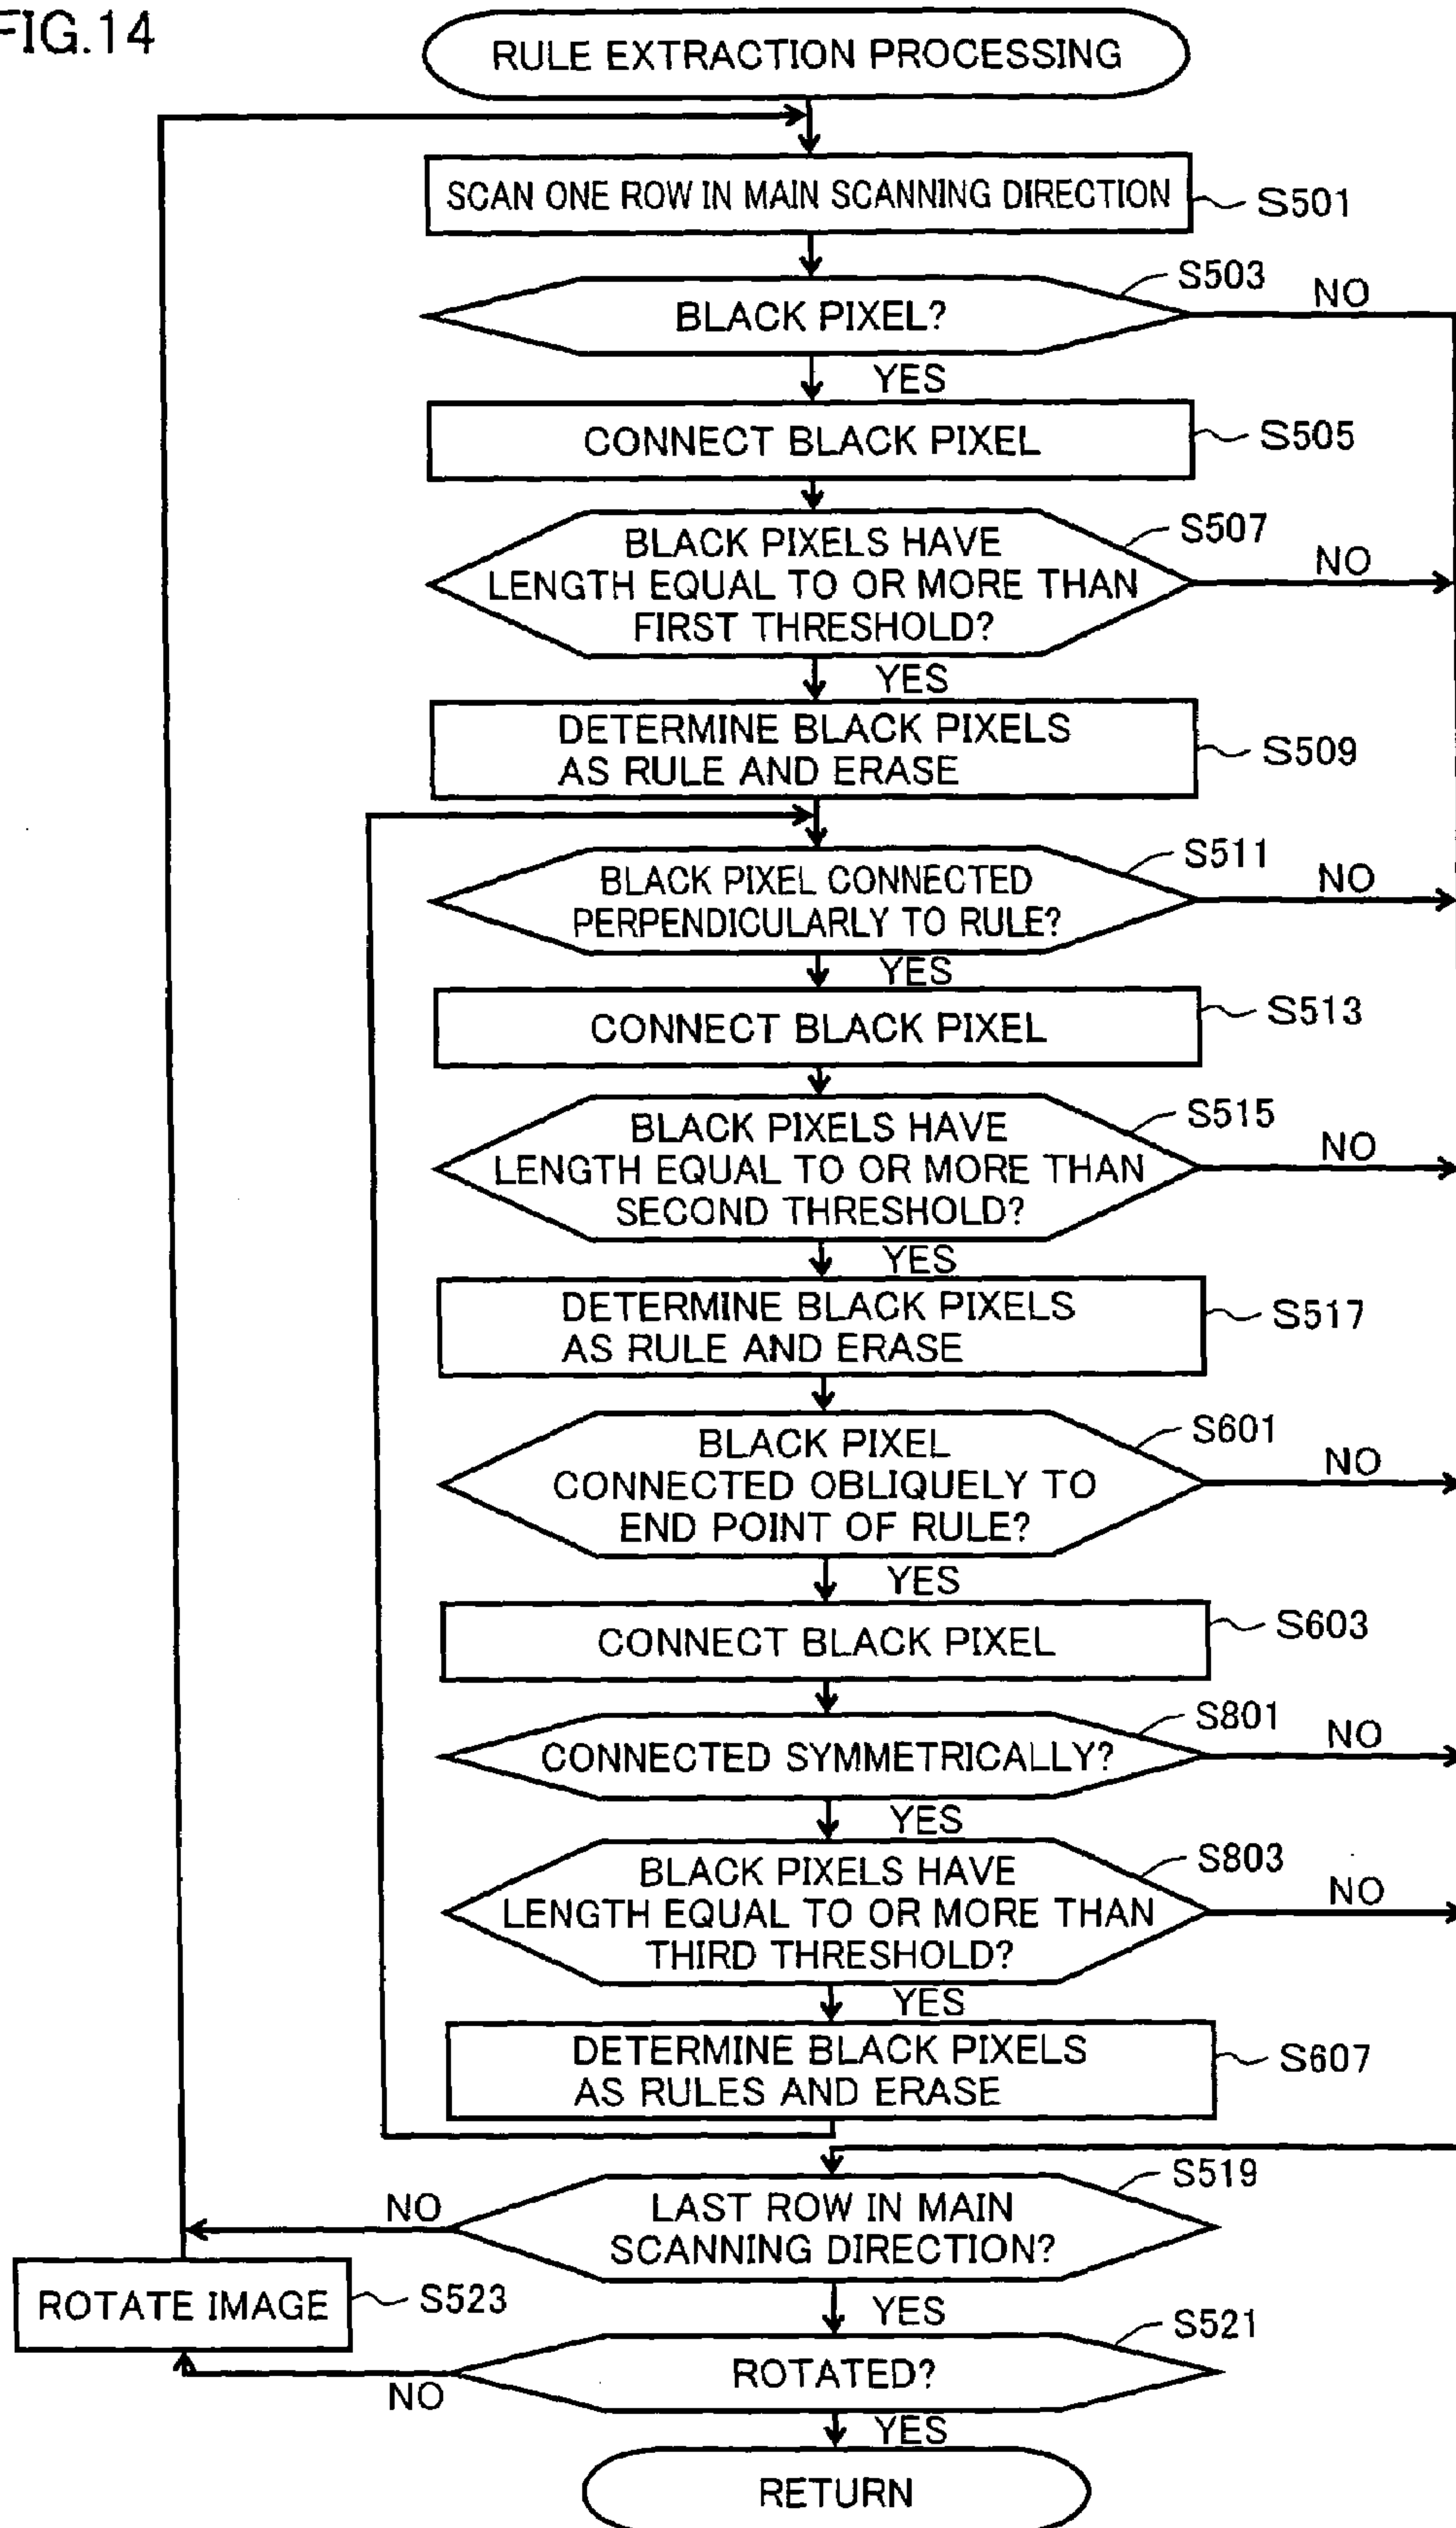 FIG.14
RULE EXTRACTION PROCESSING
SCAN ONE ROW IN MAIN SCANNING DIRECTION
S501
S503
NO
BLACK PIXEL?
YES
CONNECT BLACK PIXEL
S505
S507
BLACK PIXELS HAVE
NO
LENGTH EQUAL TO OR MORE THAN
FIRST THRESHOLD?
YES
DETERMINE BLACK PIXELS
S509
AS RULE AND ERASE
S511
BLACK PIXEL CONNECTED
NO
PERPENDICULARLY TO RULE?
YES
S513
CONNECT BLACK PIXEL
S515
BLACK PIXELS HAVE
NO
LENGTH EQUAL TO OR MORE THAN
SECOND THRESHOLD?
YES
DETERMINE BLACK PIXELS
S517
AS RULE AND ERASE
S601
BLACK PIXEL
NO
CONNECTED OBLIQUELY TO
END POINT OF RULE?
YES
S603
CONNECT BLACK PIXEL
S801
NO
CONNECTED SYMMETRICALLY?
YES
S803
BLACK PIXELS HAVE
NO
LENGTH EQUAL TO OR MORE THAN
THIRD THRESHOLD?
YES
DETERMINE BLACK PIXELS
S607
AS RULES AND ERASE
S519
NO
LAST ROW IN MAIN
SCANNING DIRECTION?
ROTATE IMAGE
S523
YES
S521
ROTATED?
NO
YES
RETURN